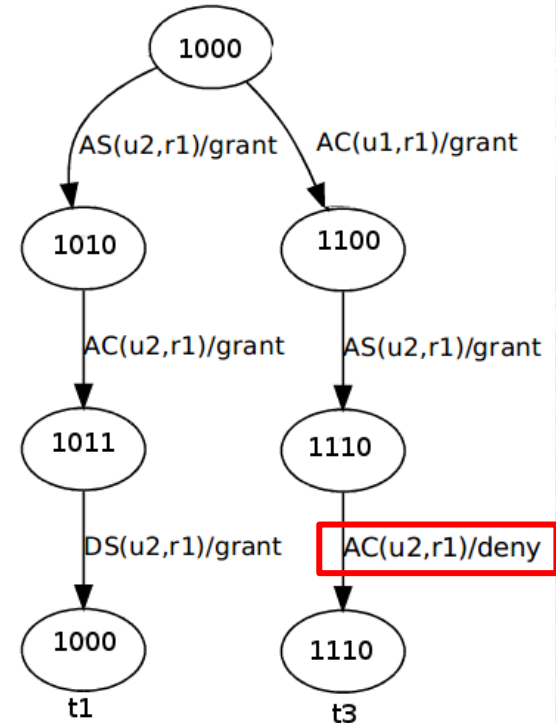 1000
AS(u2,r1)/grant
AC(u1,r1)/grant
1010
1100
AC(u2,r1)/grant
AS(u2,r1)/grant
1011
1110
DS(u2,r1)/grant
AC(u2,r1)/deny
1000
1110
t1
t3